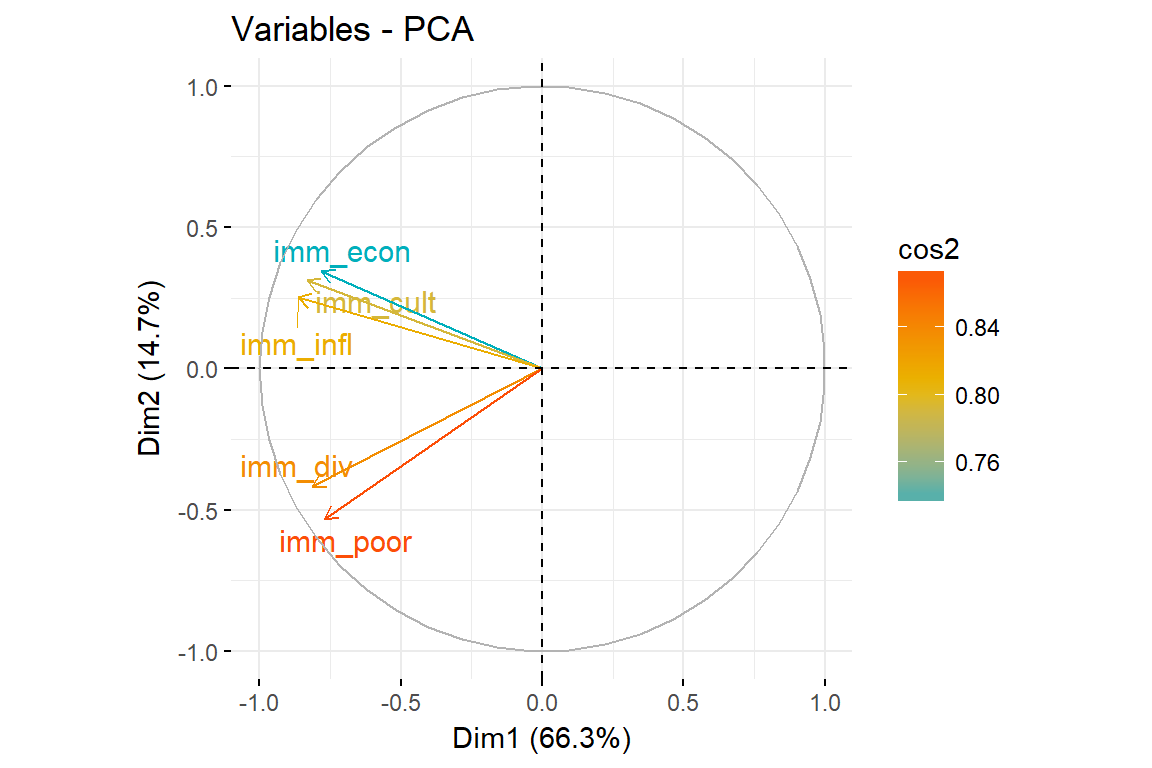 Variables - PCA
1.0
0.5
0.0
-0.5
-1.0
Dim2 (14.7%)
imm_econ
imm_cult
imm_infl
imm_div
imm_poor
-1.0
-0.5
0.0
0.5
1.0
Dim1 (66.3%)
cos2
0.84
0.80
0.76